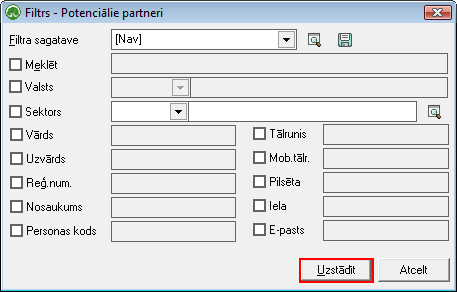 Filtrs - Potenciālie partneri
Filtra sagatave [Nav]
Meklēt
Valsts
Sektors
Vārds Tālrunis
Uzvārds Mob.tālr.
Reģ.num. Pilsēta
Nosaukums Iela
Personas kods E-pasts
Uzstādīt Atcelt